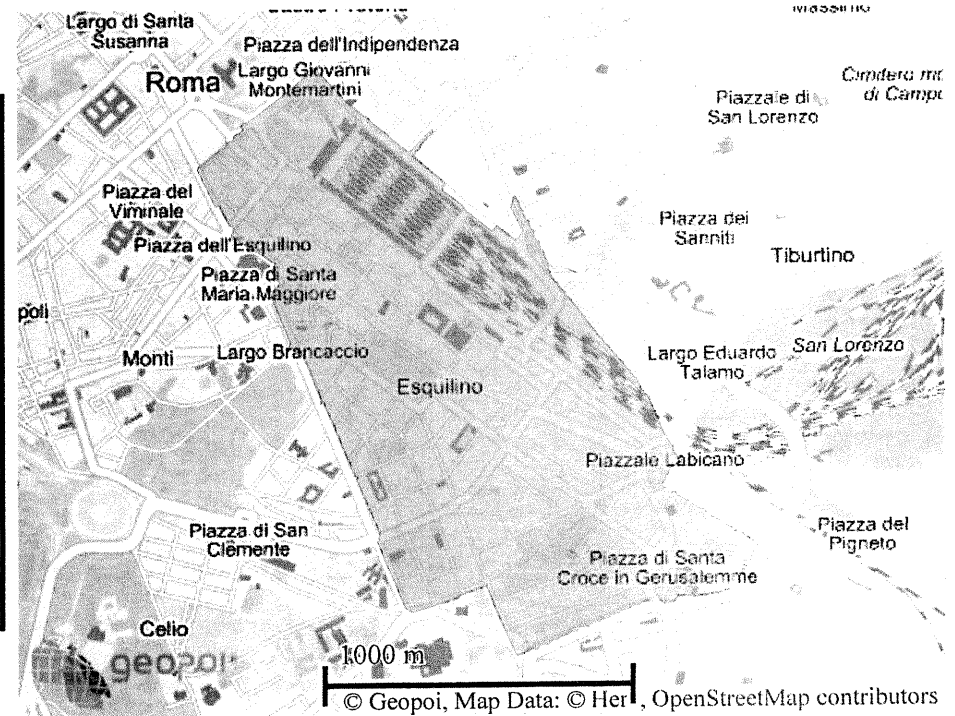 Largo di Santa
Susanna
Piazza dell'Indipendenza
Roma
Largo Giovanni
Montemartini
Piazzale di
San Lorenzo
di
Piazza del
Viminale
Piazza dei
Sanniti
Piazza dell'Esquilino
Tiburtino
Piazza di Santa
Maria Maggiore
poli
Monti
Largo Brancaccio
Esquilino
Largo Eduardo
Talamo
San Lorenzo
Piazzale Labicano
Piazza di San
Clemente
Piazza del
Pigneto
Piazza di Santa
Croce in Gerusalemme
Celio
geopoi
1000 m
© Geopoi, Map Data: © Her , OpenStreetMap contributors